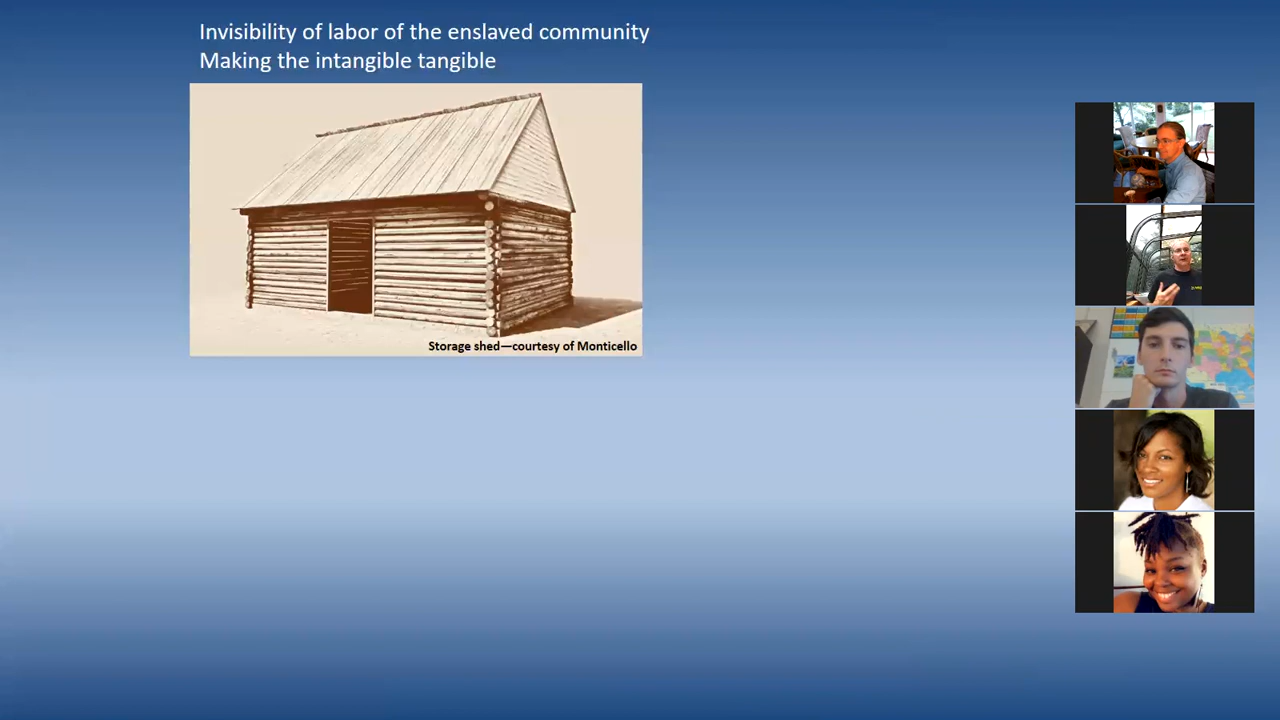 Invisibility of labor of the enslaved community
Making the intangible tangible
Storage shed—courtesy of Monticello